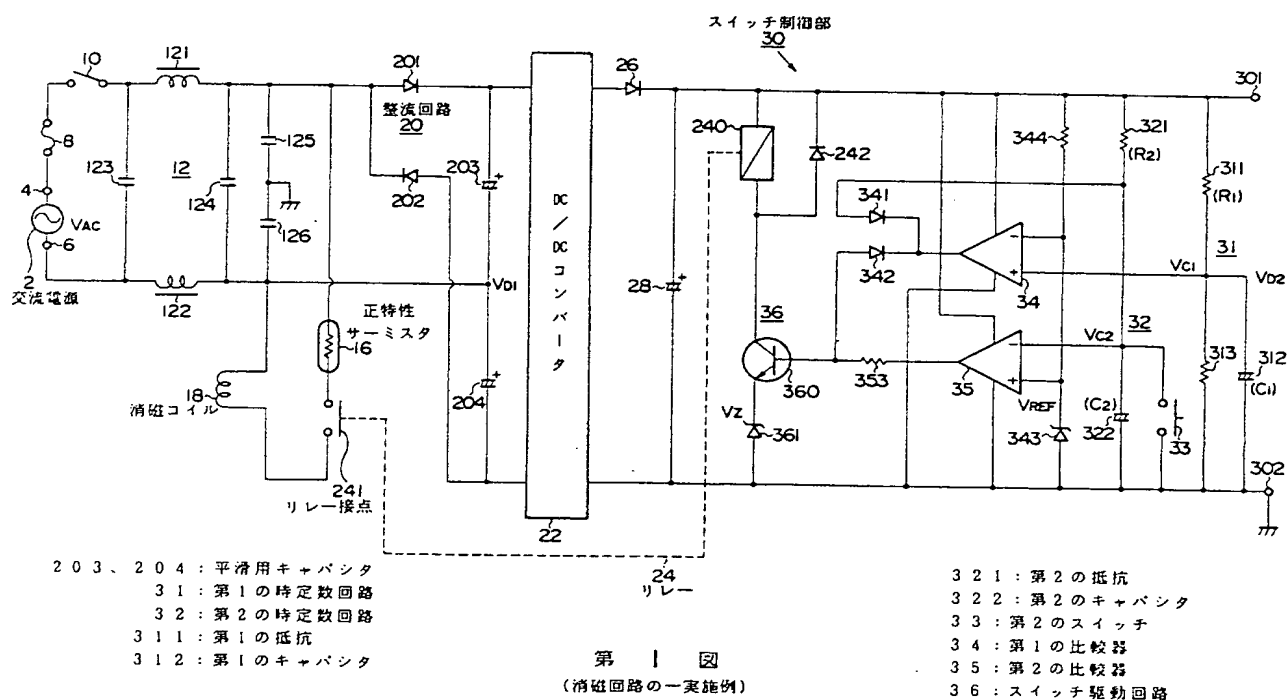 スイッチ制御部
30
10
121
8
123
12
124
125
126
4
VAC
2
6
交流電源
122
201
整流回路
20
202
203
VD1
204
正特性
サーミスタ
16
18
消磁コイル
241
リレー接点
DC/DCコンバータ
22
26
28
240
242
36
360
VZ
361
341
342
353
34
35
344
VREF
343
321
(R2)
32
VC2
(C2)
322
33
311
(R1)
31
VC1
VD2
313
312
(C1)
301
302
24
リレー
203、204:平滑用キャパシタ
31:第1の時定数回路
32:第2の時定数回路
311:第1の抵抗
312:第1のキャパシタ
321:第2の抵抗
322:第2のキャパシタ
33:第2のスイッチ
34:第1の比較器
35:第2の比較器
36:スイッチ駆動回路
第1図
(消磁回路の一実施例)